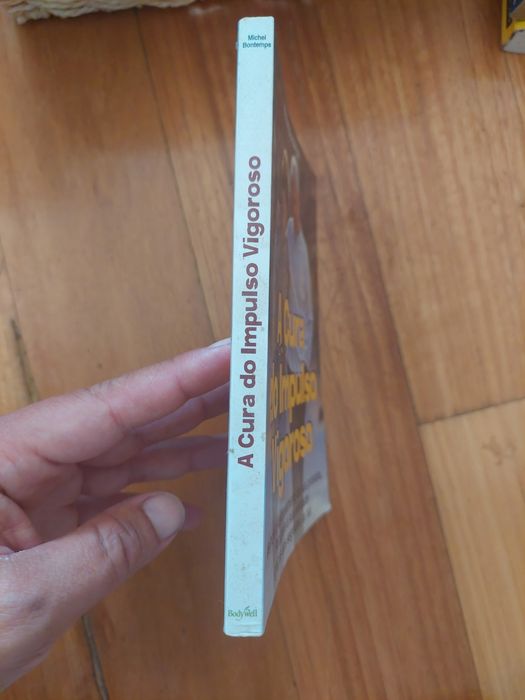 Michel
Bontemps
A Cura do Impulso Vigoroso
Bodywell
A Cura
do Impulso
Vigoroso